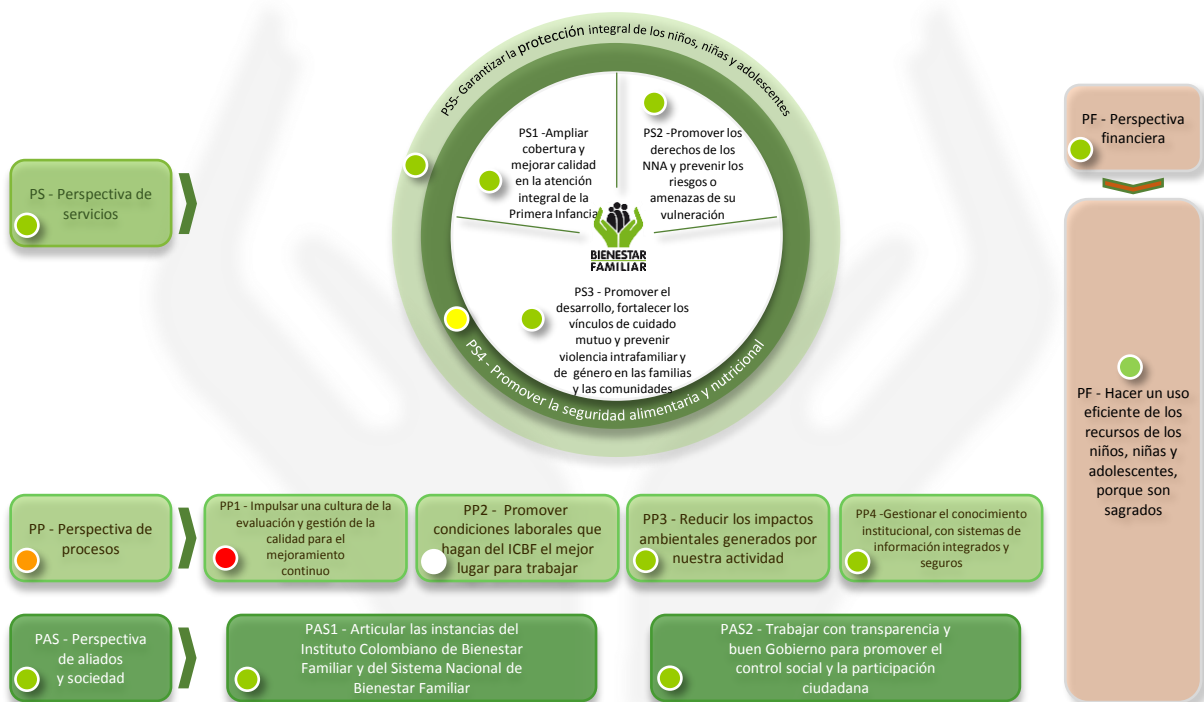 PS5- Garantizar la protección integral de los niños, niñas y adolescentes
PS1 -Ampliar
cobertura y
mejorar calidad
en la atención
integral de la
Primera Infancia
PS2 -Promover los
derechos de los
NNA y prevenir los
riesgos o
amenazas de su
vulneración
BIENESTAR
FAMILIAR
PS3 - Promover el
desarrollo, fortalecer los
vínculos de cuidado
mutuo y prevenir
violencia intrafamiliar y
de género en las familias
y las comunidades
PS4 - Promover la seguridad alimentaria y nutricional
PS - Perspectiva de
servicios
PF - Perspectiva
financiera
PF - Hacer un uso
eficiente de los
recursos de los
niños, niñas y
adolescentes,
porque son
sagrados
PP - Perspectiva de
procesos
PP1 - Impulsar una cultura de la
evaluación y gestión de la
calidad para el
mejoramiento
continuo
PP2 - Promover
condiciones laborales que
hagan del ICBF el mejor
lugar para trabajar
PP3 - Reducir los impactos
ambientales generados por
nuestra actividad
PP4 -Gestionar el conocimiento
institucional, con sistemas de
información integrados y
seguros
PAS - Perspectiva
de aliados
y sociedad
PAS1 - Articular las instancias del
Instituto Colombiano de Bienestar
Familiar y del Sistema Nacional de
Bienestar Familiar
PAS2 - Trabajar con transparencia y
buen Gobierno para promover el
control social y la participación
ciudadana